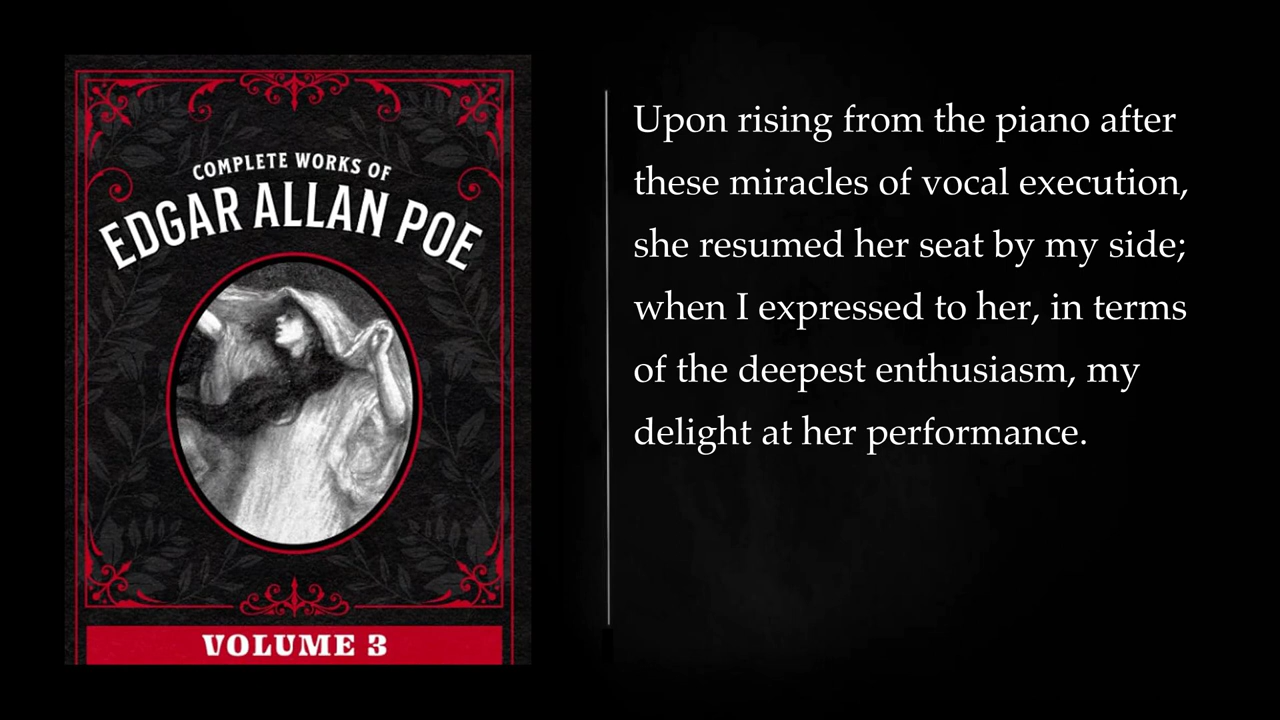 COMPLETE WORKS OF
EDGAR ALLAN POE
VOLUME 3
Upon rising from the piano after
these miracles of vocal execution,
she resumed her seat by my side;
when I expressed to her, in terms
of the deepest enthusiasm, my
delight at her performance.